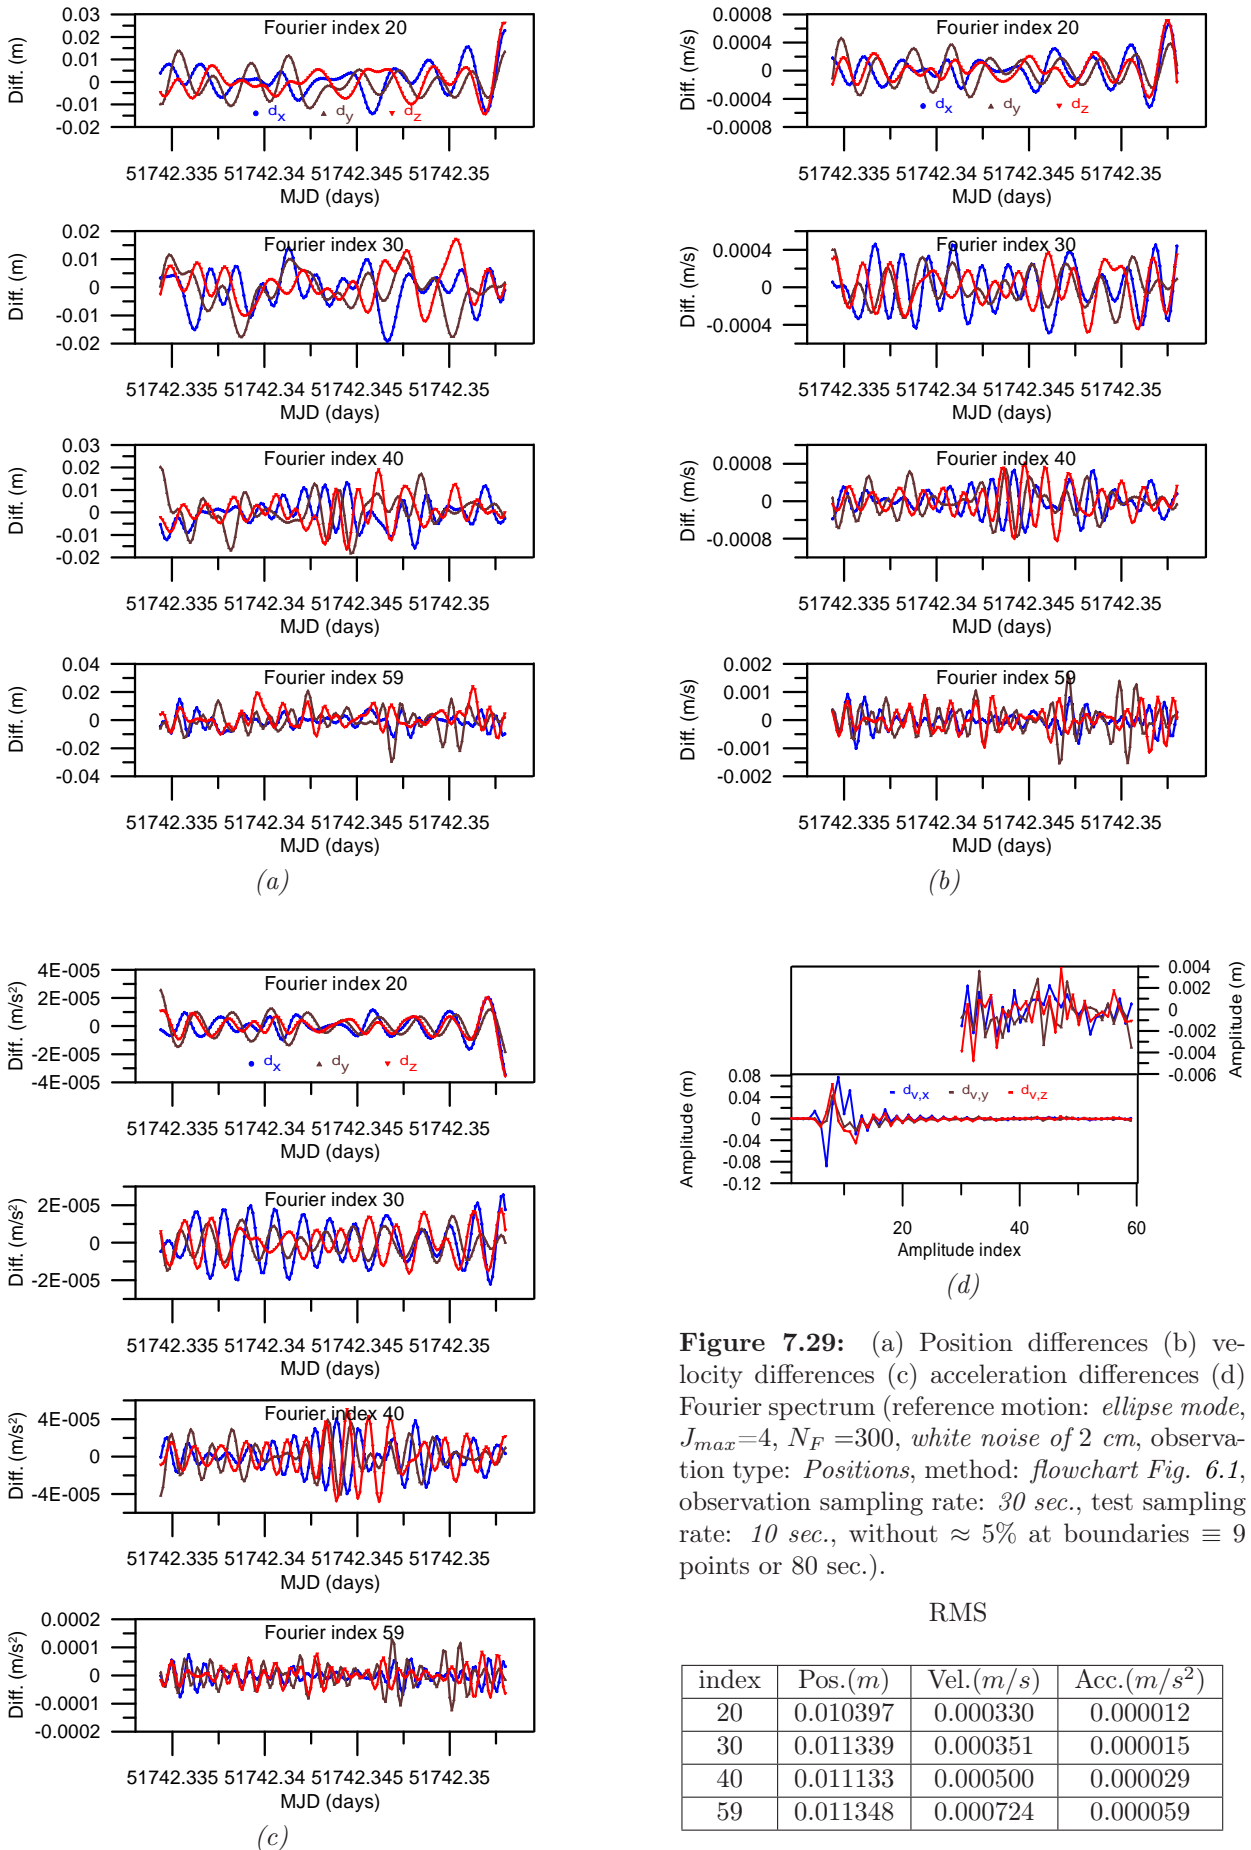 Fourier index 20
Diff. (m)
0.03
0.02
0.01
0
-0.01
-0.02
dx dy dz
51742.335 51742.34 51742.345 51742.35
MJD (days)
Fourier index 30
Diff. (m)
0.02
0.01
0
-0.01
-0.02
51742.335 51742.34 51742.345 51742.35
MJD (days)
Fourier index 40
Diff. (m)
0.03
0.02
0.01
0
-0.01
-0.02
51742.335 51742.34 51742.345 51742.35
MJD (days)
Fourier index 59
Diff. (m)
0.04
0.02
0
-0.02
-0.04
51742.335 51742.34 51742.345 51742.35
MJD (days)
(a)
Fourier index 20
Diff. (m/s)
0.0008
0.0004
0
-0.0004
-0.0008
dx dy dz
51742.335 51742.34 51742.345 51742.35
MJD (days)
Fourier index 30
Diff. (m/s)
0.0004
0
-0.0004
51742.335 51742.34 51742.345 51742.35
MJD (days)
Fourier index 40
Diff. (m/s)
0.0008
0
-0.0008
51742.335 51742.34 51742.345 51742.35
MJD (days)
Fourier index 59
Diff. (m/s)
0.002
0.001
0
-0.001
-0.002
51742.335 51742.34 51742.345 51742.35
MJD (days)
(b)
Fourier index 20
Diff. (m/s²)
4E-005
2E-005
0
-2E-005
-4E-005
dx dy dz
51742.335 51742.34 51742.345 51742.35
MJD (days)
Fourier index 30
Diff. (m/s²)
2E-005
0
-2E-005
51742.335 51742.34 51742.345 51742.35
MJD (days)
Fourier index 40
Diff. (m/s²)
4E-005
0
-4E-005
51742.335 51742.34 51742.345 51742.35
MJD (days)
Fourier index 59
Diff. (m/s²)
0.0002
0.0001
0
-0.0001
-0.0002
51742.335 51742.34 51742.345 51742.35
MJD (days)
(c)
0.004
0.002
0
-0.002
-0.004
-0.006
Amplitude (m)
Amplitude (m)
0.08
0.04
0
-0.04
-0.08
-0.12
dv,x dv,y dv,z
20 40 60
Amplitude index
(d)
Figure 7.29: (a) Position differences (b) ve-
locity differences (c) acceleration differences (d)
Fourier spectrum (reference motion: ellipse mode,
Jmax=4, NF =300, white noise of 2 cm, observa-
tion type: Positions, method: flowchart Fig. 6.1,
observation sampling rate: 30 sec., test sampling
rate: 10 sec., without ≈ 5% at boundaries ≡ 9
points or 80 sec.).
RMS
index Pos.(m) Vel.(m/s) Acc.(m/s²)
20 0.010397 0.000330 0.000012
30 0.011339 0.000351 0.000015
40 0.011133 0.000500 0.000029
59 0.011348 0.000724 0.000059